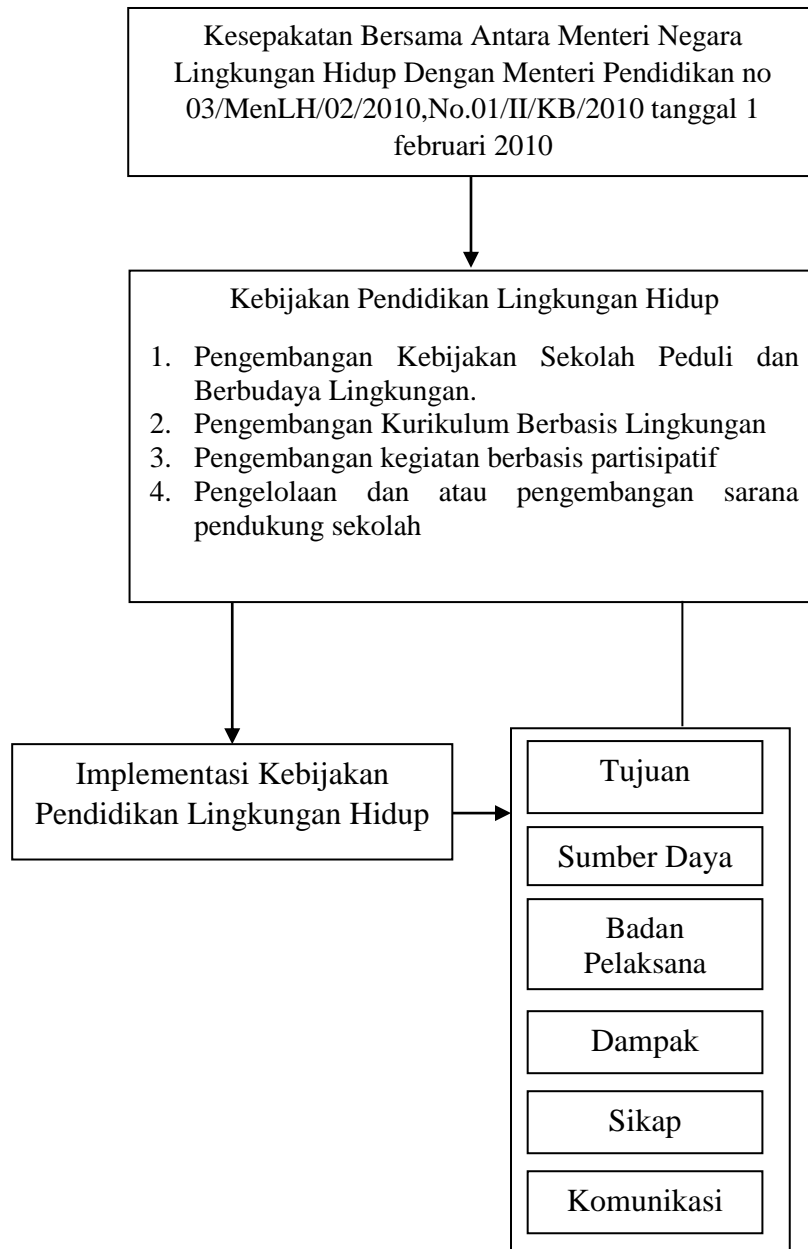 Kesepakatan Bersama Antara Menteri Negara
Lingkungan Hidup Dengan Menteri Pendidikan no
03/MenLH/02/2010,No.01/II/KB/2010 tanggal 1
februari 2010
Kebijakan Pendidikan Lingkungan Hidup
1. Pengembangan Kebijakan Sekolah Peduli dan
Berbudaya Lingkungan.
2. Pengembangan Kurikulum Berbasis Lingkungan
3. Pengembangan kegiatan berbasis partisipatif
4. Pengelolaan dan atau pengembangan sarana
pendukung sekolah
Implementasi Kebijakan
Pendidikan Lingkungan Hidup
Tujuan
Sumber Daya
Badan
Pelaksana
Dampak
Sikap
Komunikasi